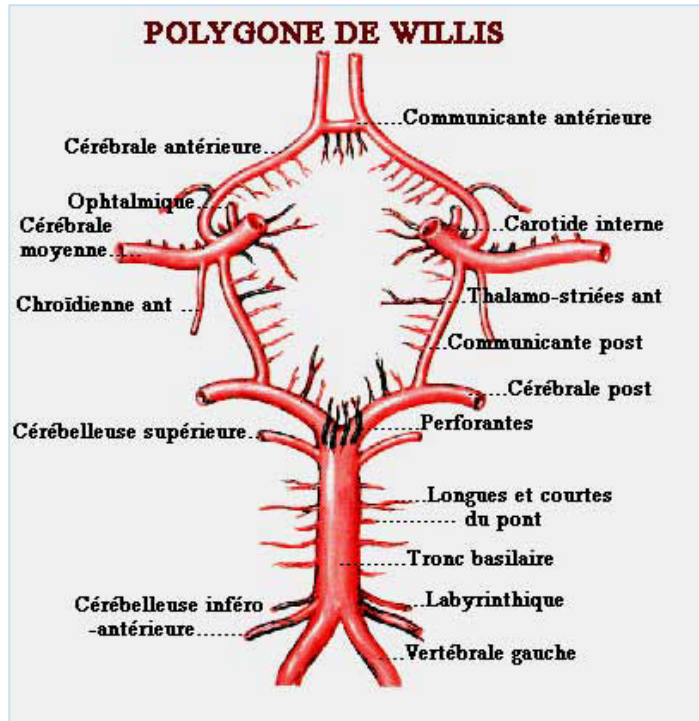 POLYGONE DE WILLIS
Communicante antérieure
Cérébrale antérieure
Ophtalmique
Cérébrale
moyenne
Carotide interne
Chroïdienne ant
Thalamo-striées ant
Communicante post
Cérébrale post
Cérébelleuse supérieure
Perforantes
Longues et courtes
du pont
Tronc basilaire
Cérébelleuse inféro
-antérieure
Labyrinthique
Vertébrale gauche